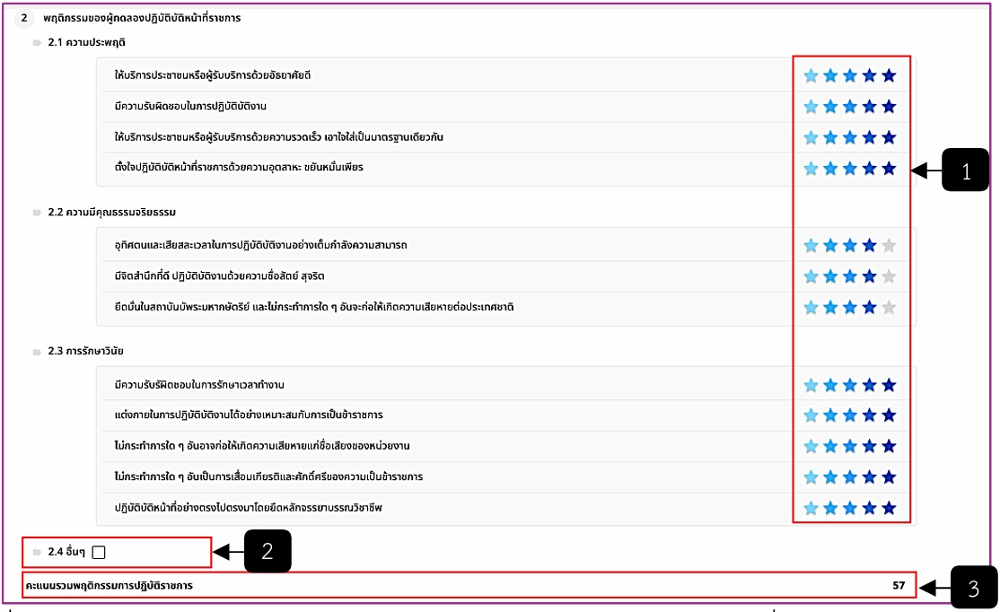 2 พฤติกรรมของผู้ทดลองปฏิบัติบัติหน้าที่ราชการ
2.1 ความประพฤติ
ให้บริการประชาชนหรือผู้รับบริการด้วยอัธยาศัยดี
มีความรับผิดชอบในการปฏิบัติบัติงาน
ให้บริการประชาชนหรือผู้รับบริการด้วยความรวดเร็ว เอาใจใส่เป็นมาตรฐานเดียวกัน
ตั้งใจปฏิบัติบัติหน้าที่ราชการด้วยความอุตสาหะ ขยันหมั่นเพียร
1
2.2 ความมีคุณธรรมจริยธรรม
อุทิศตนและเสียสละเวลาในการปฏิบัติบัติงานอย่างเต็มกำลังความสามารถ
มีจิตสำนึกที่ดี ปฏิบัติบัติงานด้วยความซื่อสัตย์ สุจริต
ยึดมั่นในสถาบันบัพระมหากษัตริย์ และไม่กระทำการใด ๆ อันจะก่อให้เกิดความเสียหายต่อประเทศชาติ
2.3 การรักษาวินัย
มีความรับรัผิดชอบในการรักษาเวลาทำงาน
แต่งกายในการปฏิบัติบัติงานได้อย่างเหมาะสมกับการเป็นข้าราชการ
ไม่กระทำการใด ๆ อันอาจก่อให้เกิดความเสียหายแก่ชื่อเสียงของหน่วยงาน
ไม่กระทำการใด ๆ อันเป็นการเสื่อมเกียรติและศักดิ์ศรีของความเป็นข้าราชการ
ปฏิบัติบัติหน้าที่อย่างตรงไปตรงมาโดยยึดหลักจรรยาบรรณวิชาชีพ
2.4 อื่นๆ
2
คะแนนรวมพฤติกรรมการปฏิบัติราชการ 57
3